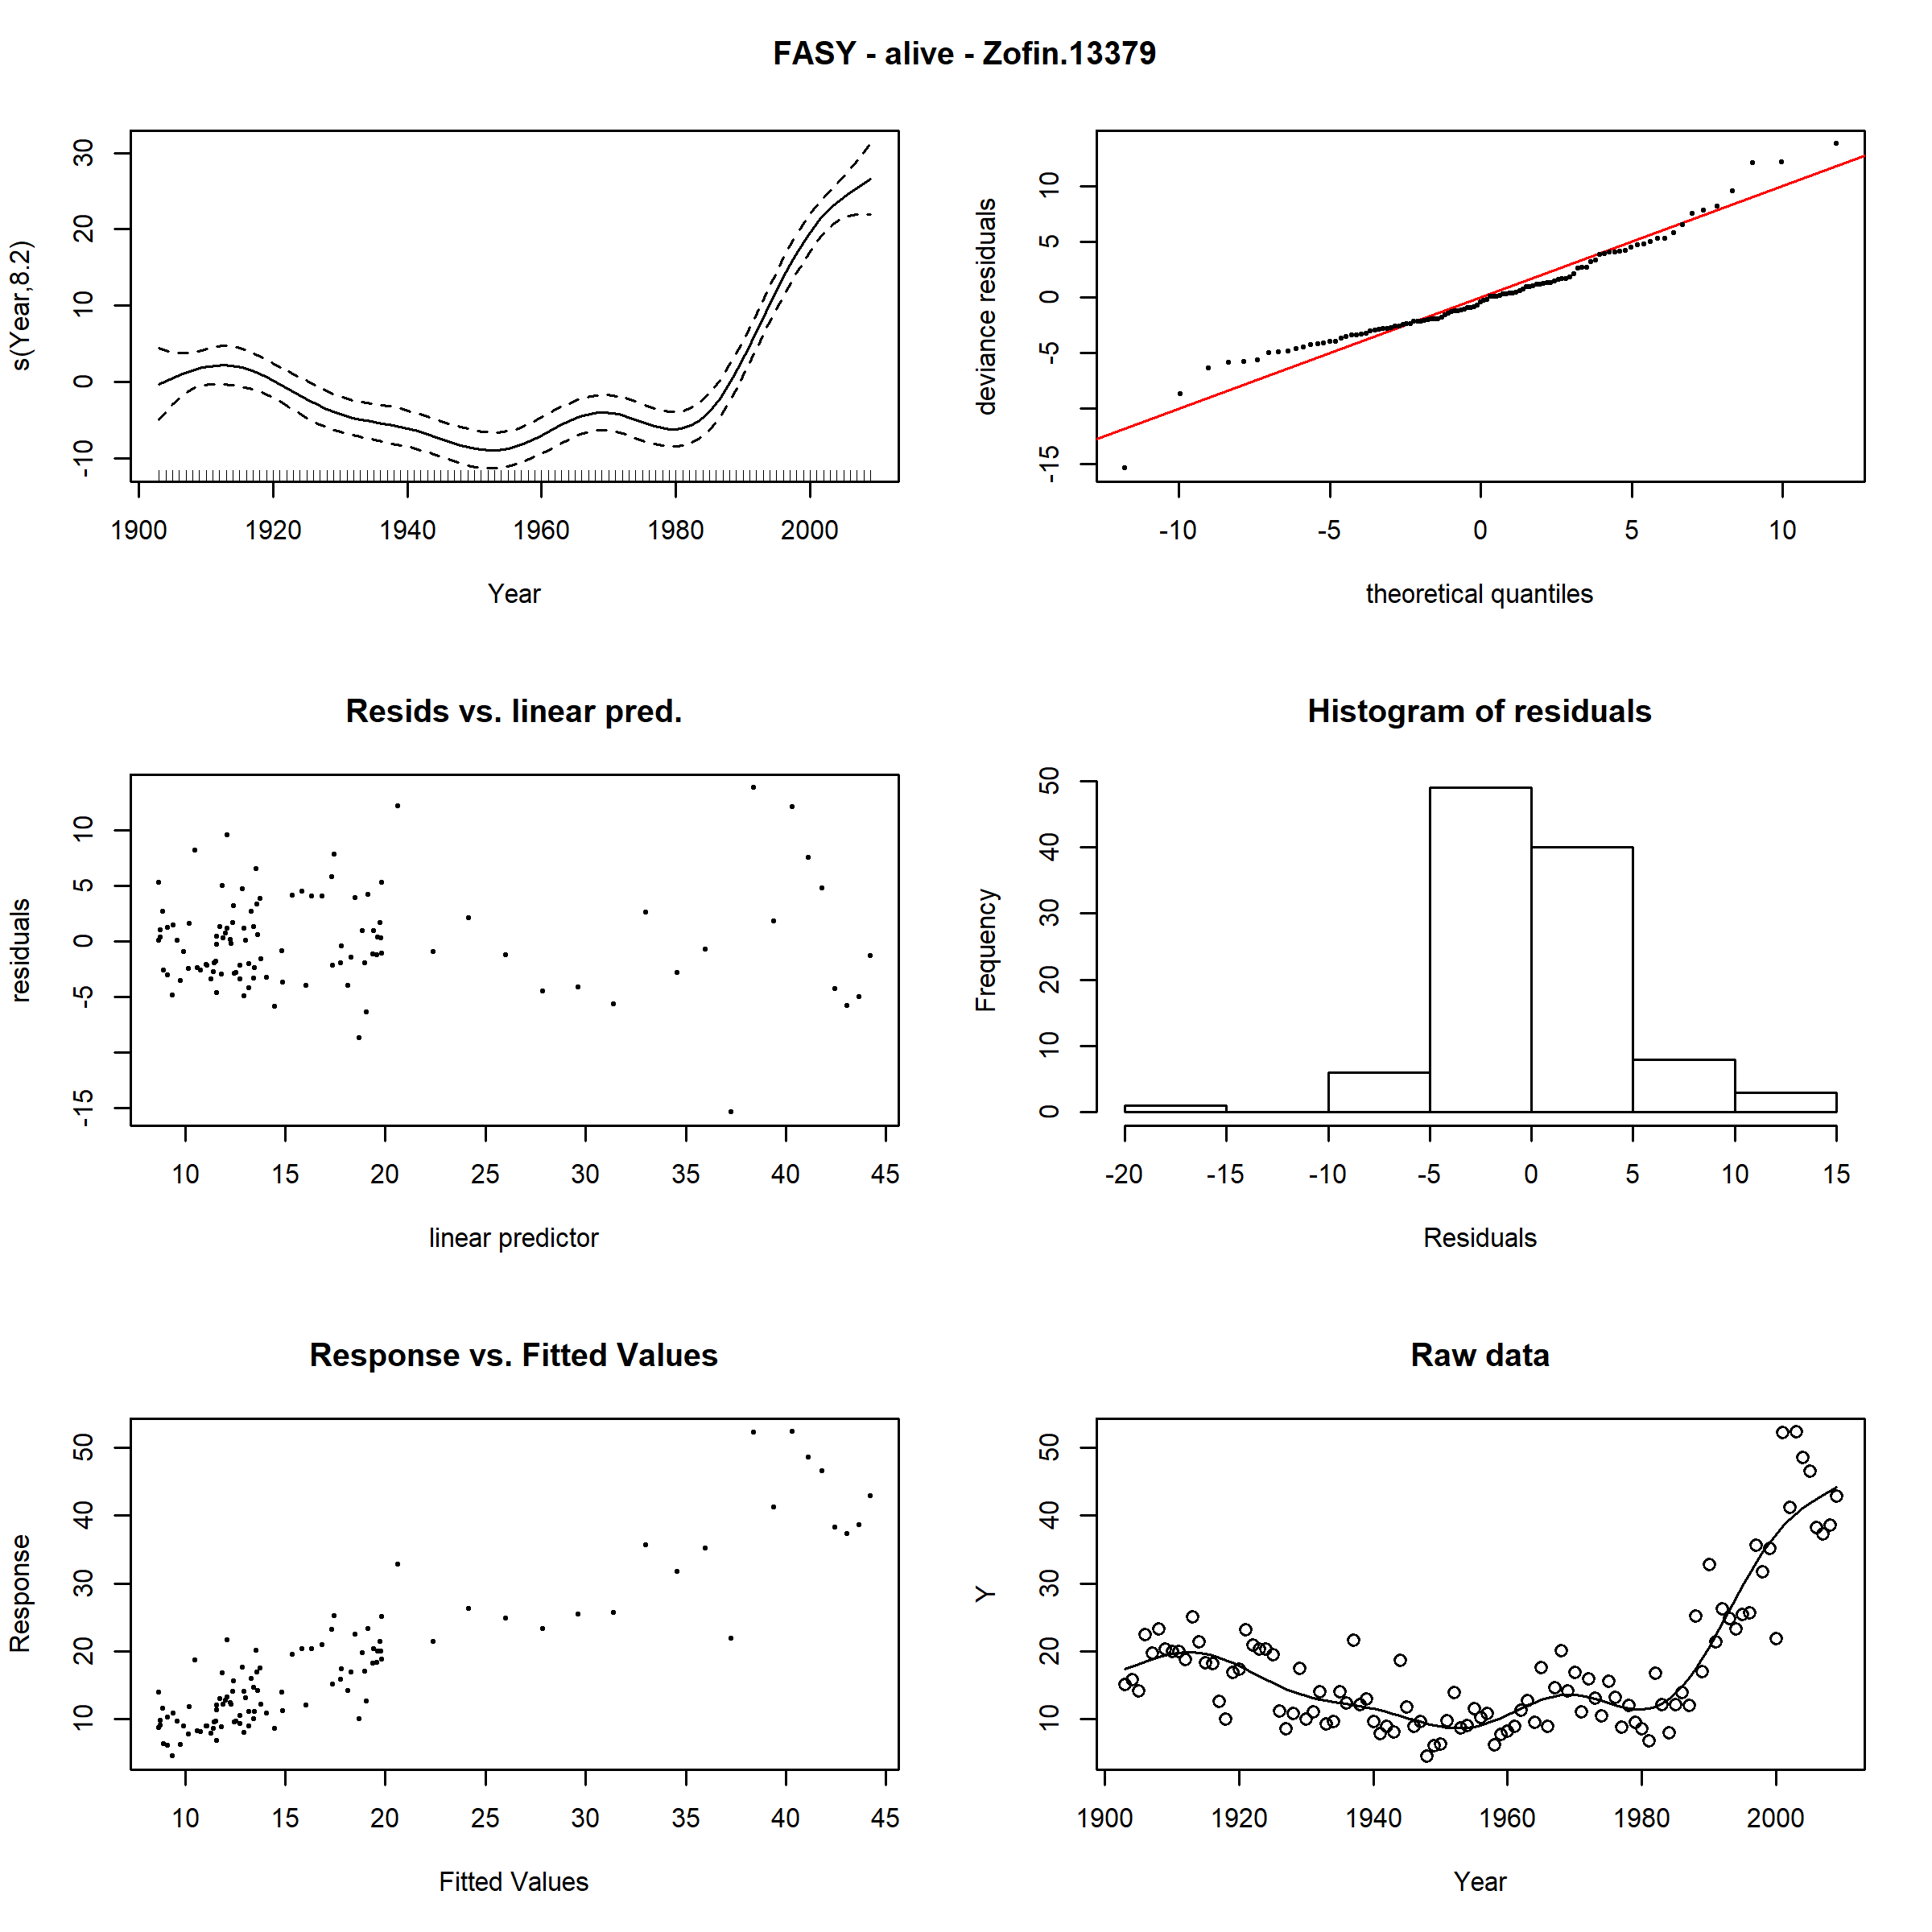 FASY - alive - Zofin.13379
s(Year,8.2)
30
20
10
0
-10
1900 1920 1940 1960 1980 2000
Year
deviance residuals
10
5
0
-5
-15
-10 -5 0 5 10
theoretical quantiles
Resids vs. linear pred.
residuals
10
5
0
-5
-15
10 15 20 25 30 35 40 45
linear predictor
Histogram of residuals
Frequency
50
40
30
20
10
0
-20 -15 -10 -5 0 5 10 15
Residuals
Response vs. Fitted Values
Response
50
40
30
20
10
10 15 20 25 30 35 40 45
Fitted Values
Raw data
Y
50
40
30
20
10
1900 1920 1940 1960 1980 2000
Year